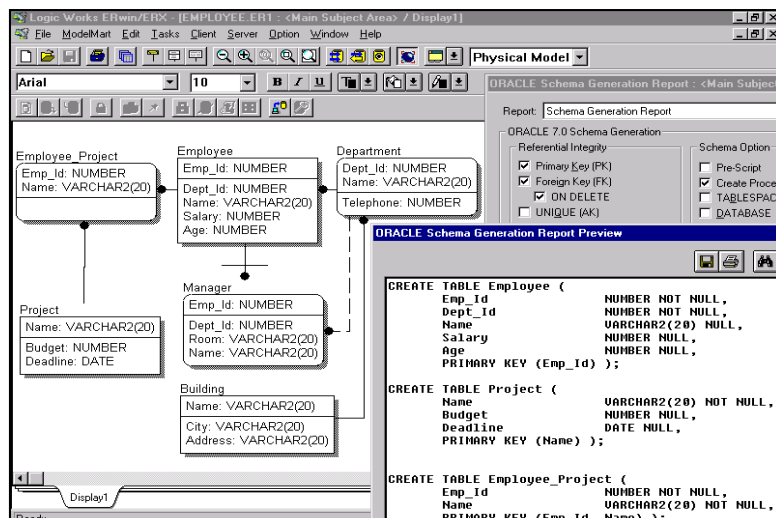 Logic Works ERwin/ERX - [EMPLOYEE.ER1 : <Main Subject Area> / Display1]
File ModelMart Edit Tasks Client Server Option Window Help
Physical Model
Arial 10 B I U
ORACLE Schema Generation Report : <Main Subject
Report: Schema Generation Report
ORACLE 7.0 Schema Generation
Referential Integrity
Primary Key (PK)
Foreign Key (FK)
ON DELETE
UNIQUE (AK)
Schema Option
Pre-Script
Create Proce
TABLESPAC
DATABASE
Employee_Project
Emp_Id: NUMBER
Name: VARCHAR2(20)
Employee
Emp_Id: NUMBER
Dept_Id: NUMBER
Name: VARCHAR2(20)
Salary: NUMBER
Age: NUMBER
Department
Dept_Id: NUMBER
Name: VARCHAR2(20)
Telephone: NUMBER
Manager
Emp_Id: NUMBER
Dept_Id: NUMBER
Room: VARCHAR2(20)
Name: VARCHAR2(20)
Project
Name: VARCHAR2(20)
Budget: NUMBER
Deadline: DATE
Building
Name: VARCHAR2(20)
City: VARCHAR2(20)
Address: VARCHAR2(20)
Display1
ORACLE Schema Generation Report Preview
CREATE TABLE Employee (
Emp_Id NUMBER NOT NULL,
Dept_Id NUMBER NOT NULL,
Name VARCHAR2(20) NULL,
Salary NUMBER NULL,
Age NUMBER NULL,
PRIMARY KEY (Emp_Id) );
CREATE TABLE Project (
Name VARCHAR2(20) NOT NULL,
Budget NUMBER NULL,
Deadline DATE NULL,
PRIMARY KEY (Name) );
CREATE TABLE Employee_Project (
Emp_Id NUMBER NOT NULL,
Name VARCHAR2(20) NOT NULL,
PRIMARY KEY (Emp_Id, Name) );